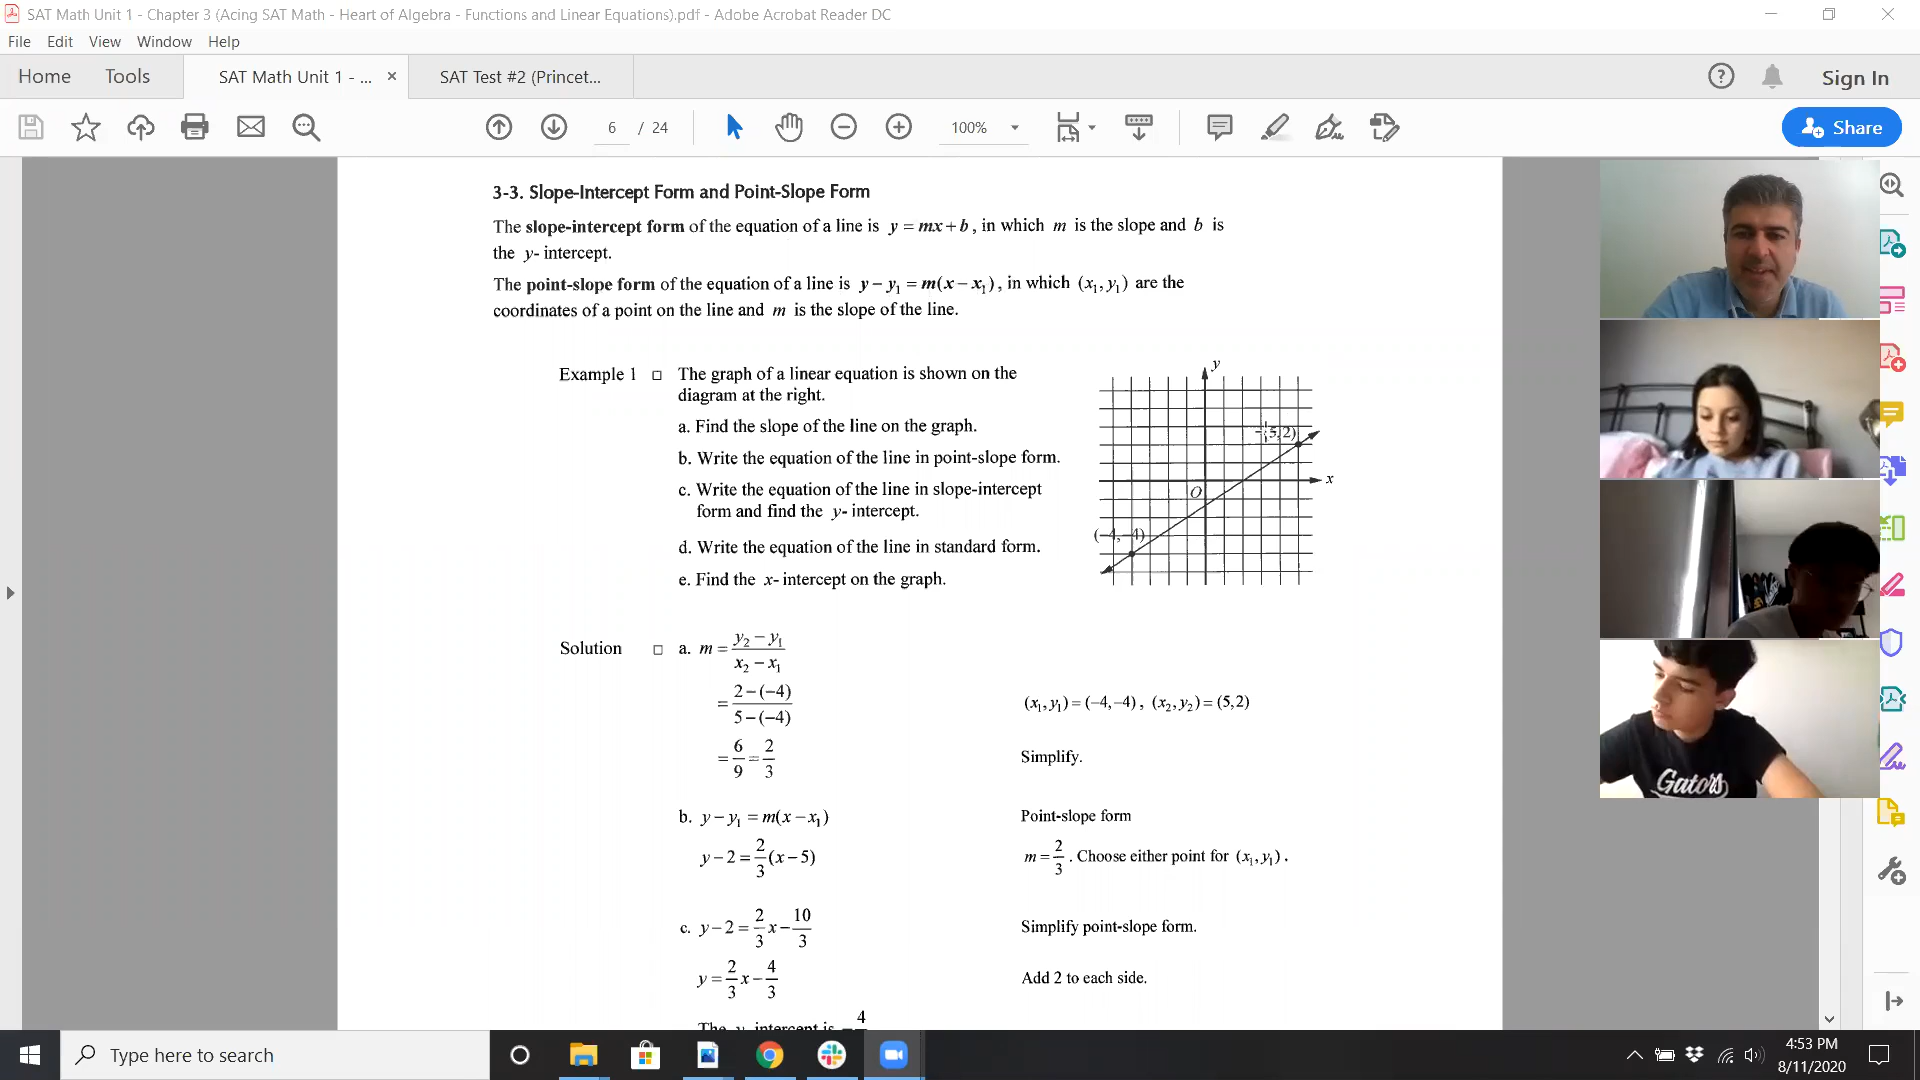 SAT Math Unit 1 - Chapter 3 (Acing SAT Math - Heart of Algebra - Functions and Linear Equations).pdf - Adobe Acrobat Reader DC
File Edit View Window Help
Home Tools SAT Math Unit 1 - ... × SAT Test #2 (Princet... Sign In
6 / 24 100% Share
3-3. Slope-Intercept Form and Point-Slope Form
The slope-intercept form of the equation of a line is y = mx + b, in which m is the slope and b is
the y-intercept.
The point-slope form of the equation of a line is y − y₁ = m(x − x₁), in which (x₁, y₁) are the
coordinates of a point on the line and m is the slope of the line.
Example 1 □ The graph of a linear equation is shown on the
diagram at the right.
a. Find the slope of the line on the graph.
b. Write the equation of the line in point-slope form.
c. Write the equation of the line in slope-intercept
form and find the y-intercept.
d. Write the equation of the line in standard form.
e. Find the x-intercept on the graph.
y
(5,2)
x
O
(−4,−4)
Solution □ a. m = (y₂ − y₁)/(x₂ − x₁)
= (2−(−4))/(5−(−4)) (x₁, y₁) = (−4,−4), (x₂, y₂) = (5,2)
= 6/9 = 2/3 Simplify.
b. y − y₁ = m(x − x₁) Point-slope form
y − 2 = 2/3(x − 5) m = 2/3. Choose either point for (x₁, y₁).
c. y − 2 = 2/3 x − 10/3 Simplify point-slope form.
y = 2/3 x − 4/3 Add 2 to each side.
The y-intercept is −4
Gators
Type here to search
4:53 PM
8/11/2020